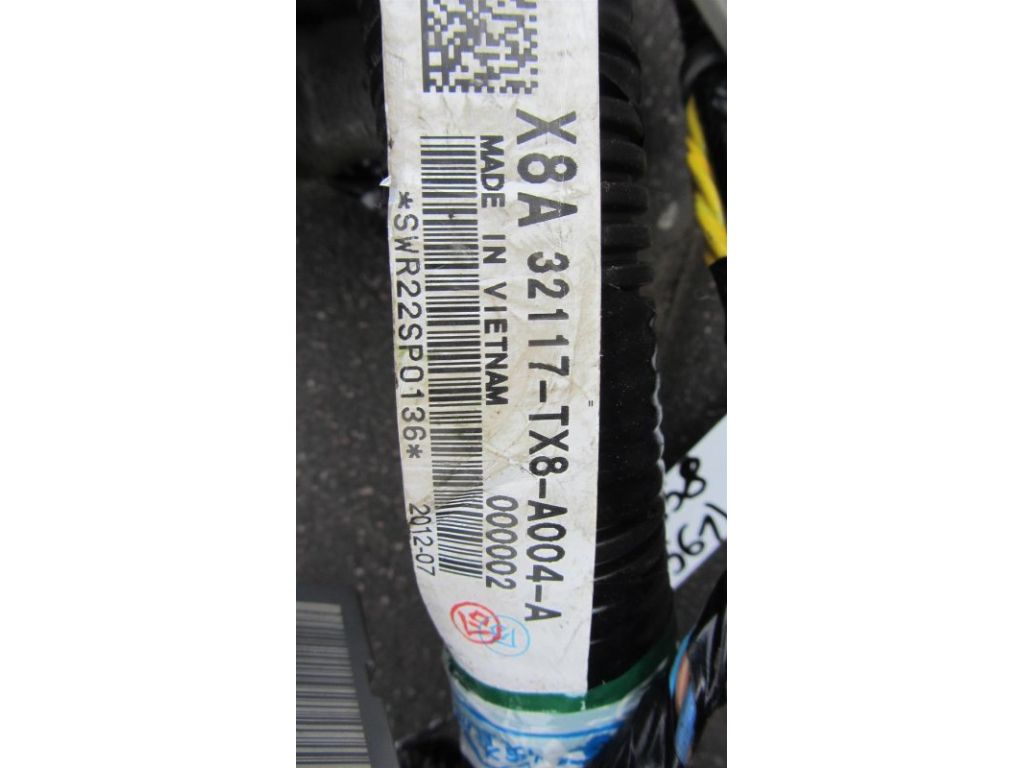 X8A 32117-TX8-A004-A
MADE IN VIETNAM 000002
*SWR22SP0136* 2012-07